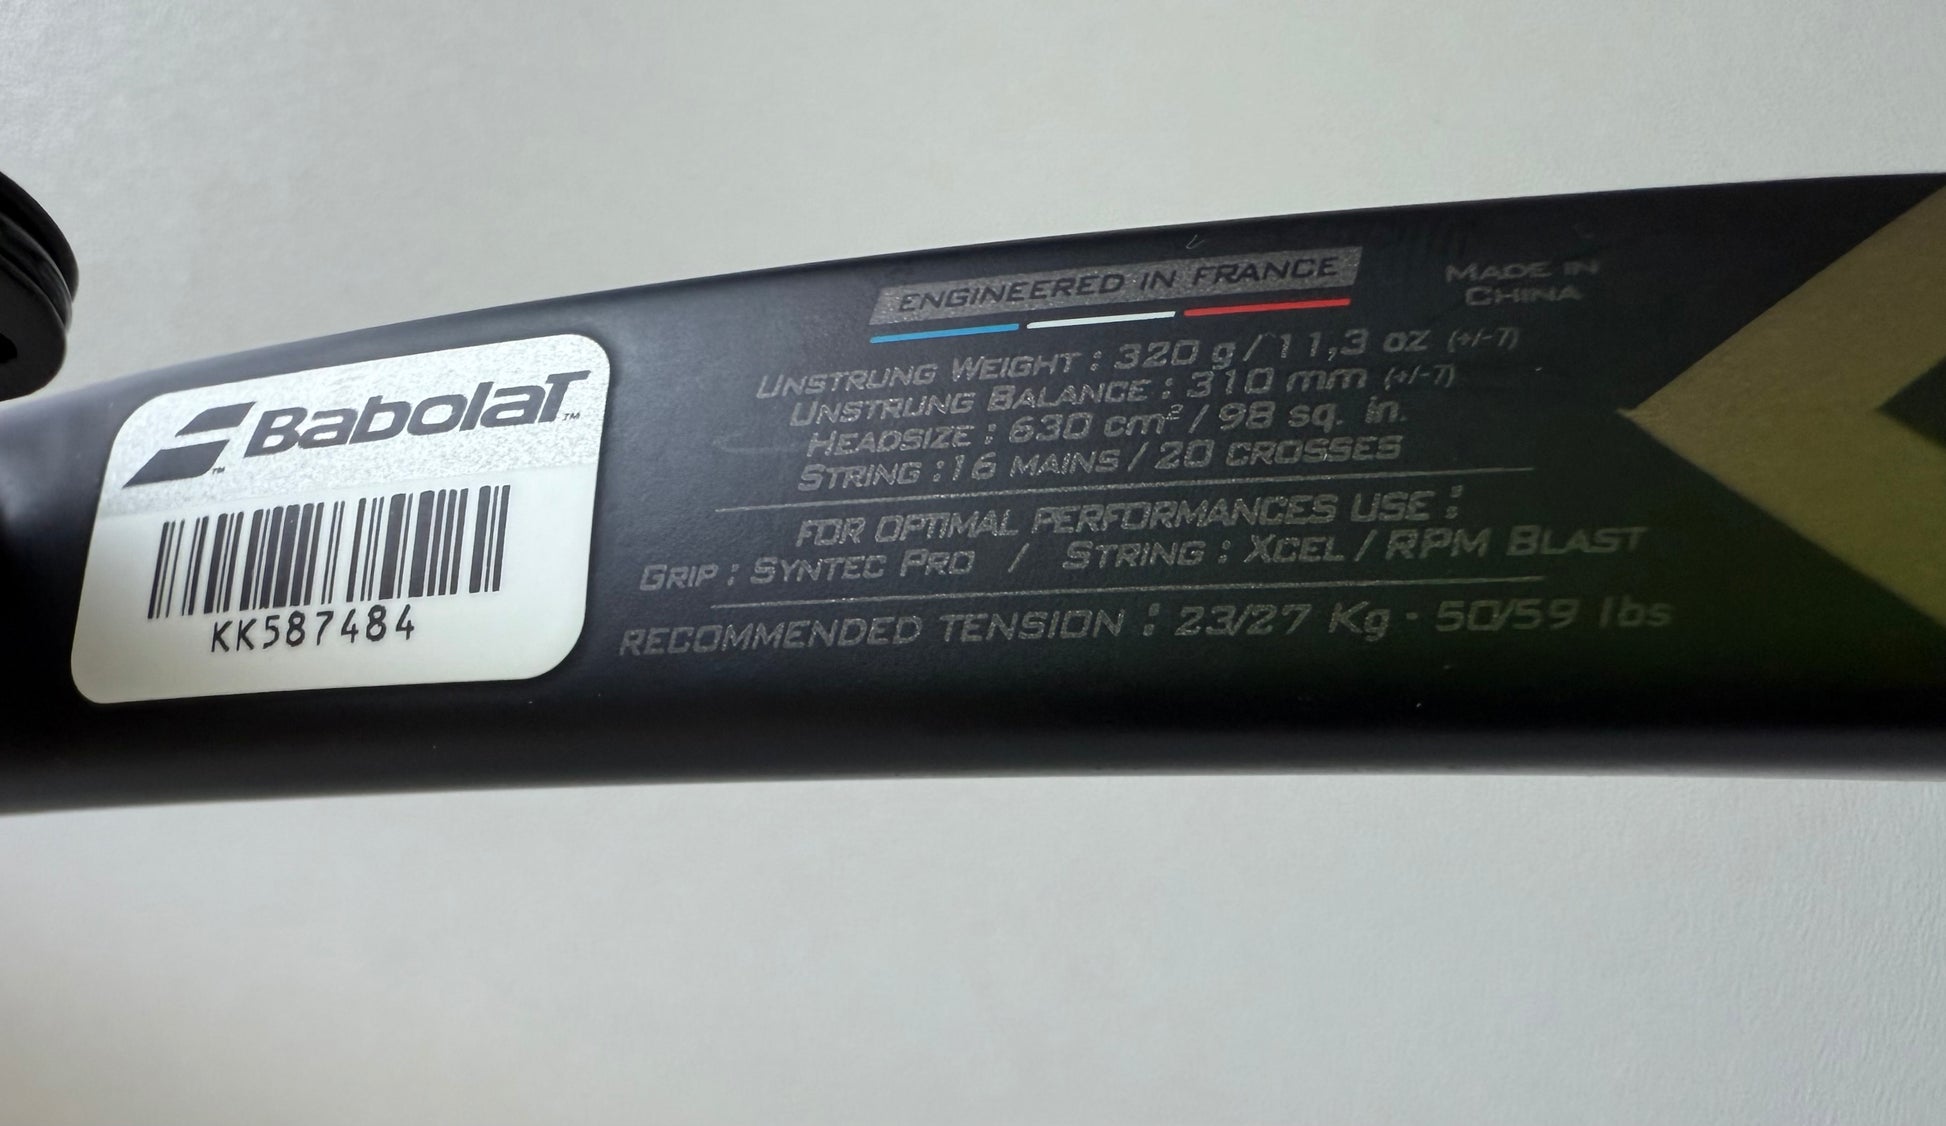 BABOLAT™
KK587484
ENGINEERED IN FRANCE
MADE IN
CHINA
UNSTRUNG WEIGHT : 320 g / 11,3 oz (+/-7)
UNSTRUNG BALANCE : 310 mm (+/-7)
HEADSIZE : 630 cm² / 98 sq. in.
STRING : 16 MAINS / 20 CROSSES
FOR OPTIMAL PERFORMANCES USE :
GRIP : SYNTEC PRO / STRING : XCEL / RPM BLAST
RECOMMENDED TENSION : 23/27 Kg · 50/59 lbs